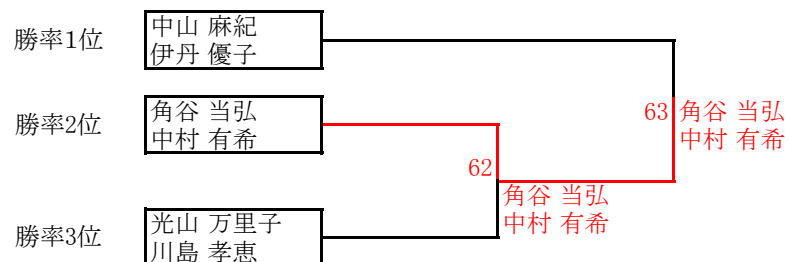 勝率1位
中山 麻紀
伊丹 優子
勝率2位
角谷 当弘
中村 有希
63
角谷 当弘
中村 有希
62
角谷 当弘
中村 有希
勝率3位
光山 万里子
川島 孝恵